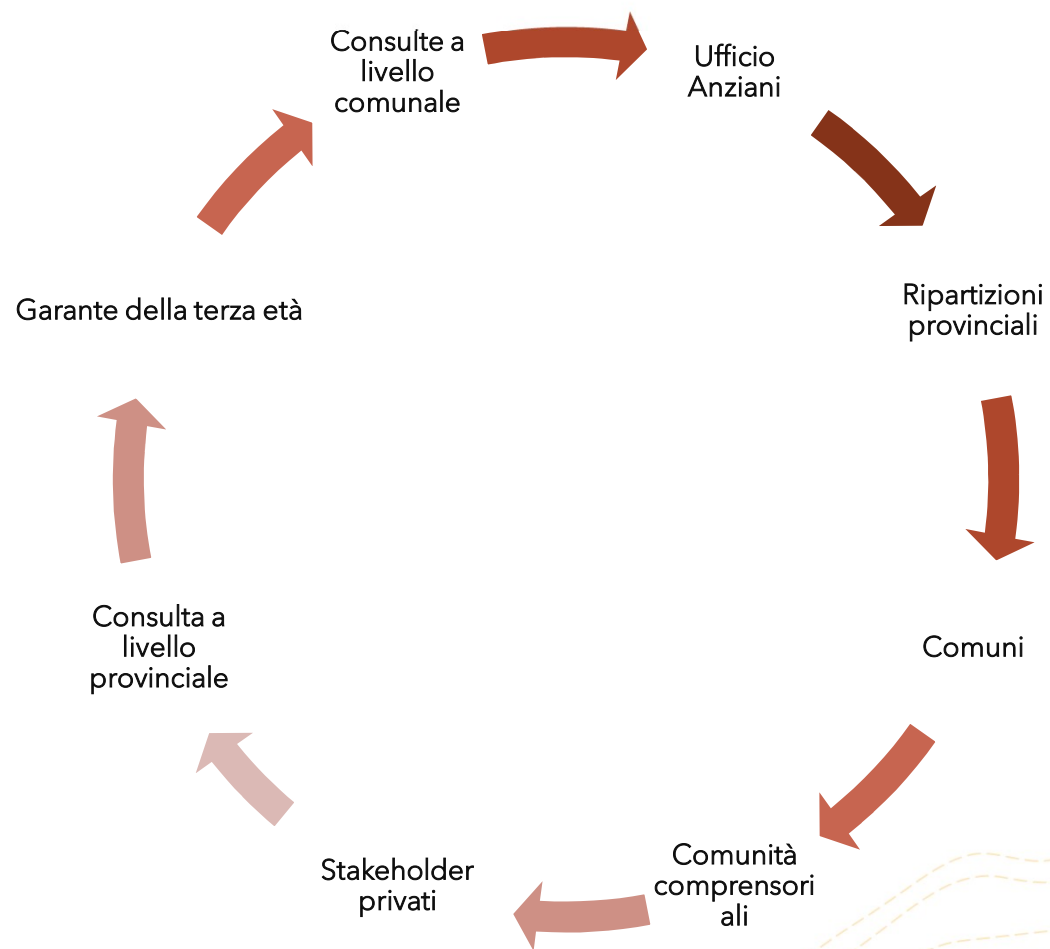 Consulte a
livello
comunale
Ufficio
Anziani
Ripartizioni
provinciali
Comuni
Comunità
comprensori
ali
Stakeholder
privati
Consulta a
livello
provinciale
Garante della terza età